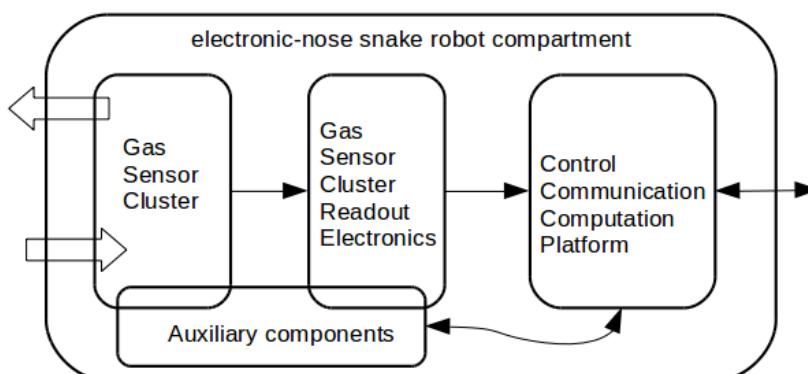 electronic-nose snake robot compartment
Gas
Sensor
Cluster
Gas
Sensor
Cluster
Readout
Electronics
Control
Communication
Computation
Platform
Auxiliary components